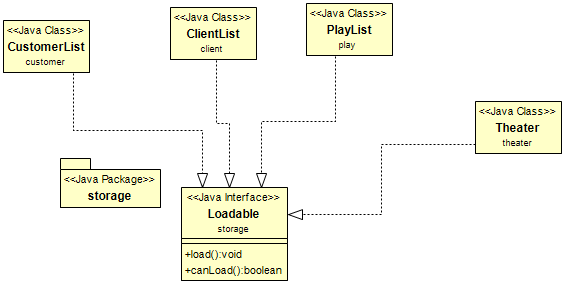 <<Java Class>>
CustomerList
customer
<<Java Class>>
ClientList
client
<<Java Class>>
PlayList
play
<<Java Class>>
Theater
theater
<<Java Package>>
storage
<<Java Interface>>
Loadable
storage
+load():void
+canLoad():boolean